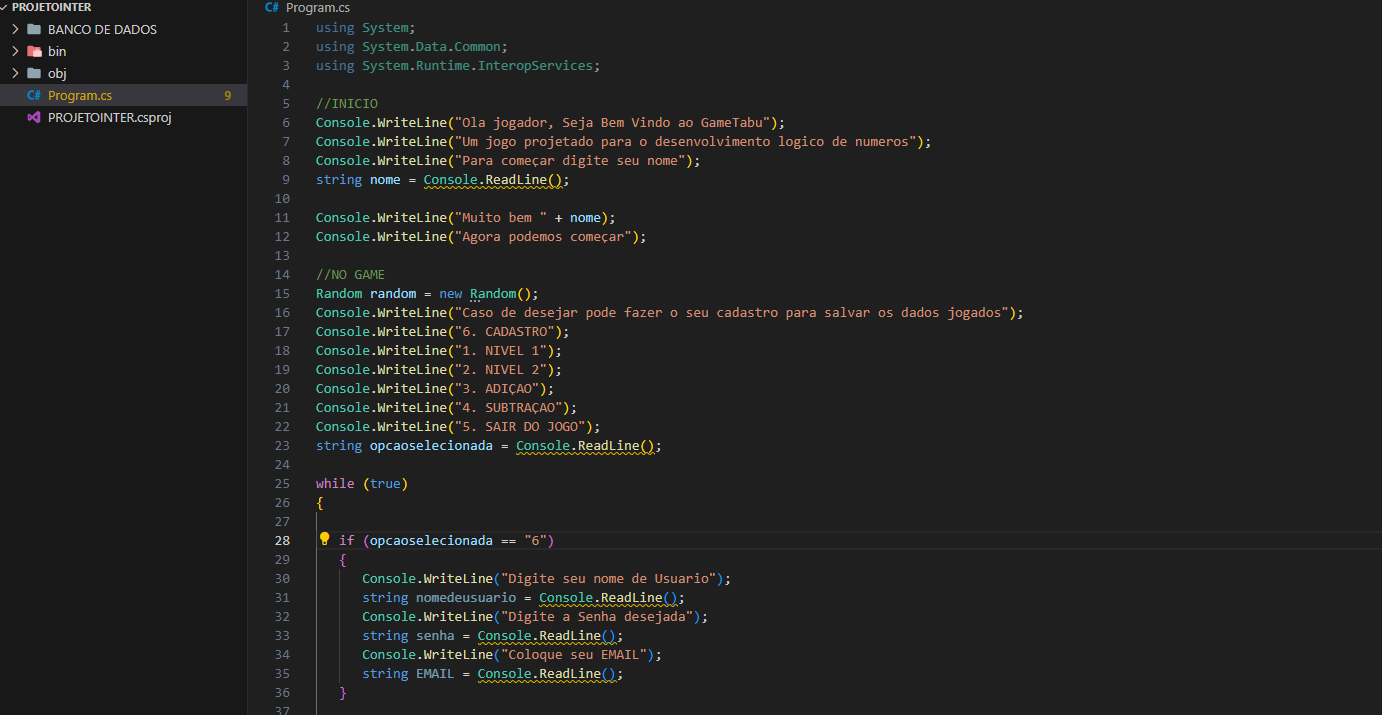 PROJETOINTER
BANCO DE DADOS
bin
obj
C# Program.cs 9
PROJETOINTER.csproj
C# Program.cs
1 using System;
2 using System.Data.Common;
3 using System.Runtime.InteropServices;
4
5 //INICIO
6 Console.WriteLine("Ola jogador, Seja Bem Vindo ao GameTabu");
7 Console.WriteLine("Um jogo projetado para o desenvolvimento logico de numeros");
8 Console.WriteLine("Para começar digite seu nome");
9 string nome = Console.ReadLine();
10
11 Console.WriteLine("Muito bem " + nome);
12 Console.WriteLine("Agora podemos começar");
13
14 //NO GAME
15 Random random = new Random();
16 Console.WriteLine("Caso de desejar pode fazer o seu cadastro para salvar os dados jogados");
17 Console.WriteLine("6. CADASTRO");
18 Console.WriteLine("1. NIVEL 1");
19 Console.WriteLine("2. NIVEL 2");
20 Console.WriteLine("3. ADIÇAO");
21 Console.WriteLine("4. SUBTRAÇAO");
22 Console.WriteLine("5. SAIR DO JOGO");
23 string opcaoselecionada = Console.ReadLine();
24
25 while (true)
26 {
27
28 if (opcaoselecionada == "6")
29 {
30 Console.WriteLine("Digite seu nome de Usuario");
31 string nomedeusuario = Console.ReadLine();
32 Console.WriteLine("Digite a Senha desejada");
33 string senha = Console.ReadLine();
34 Console.WriteLine("Coloque seu EMAIL");
35 string EMAIL = Console.ReadLine();
36 }
37